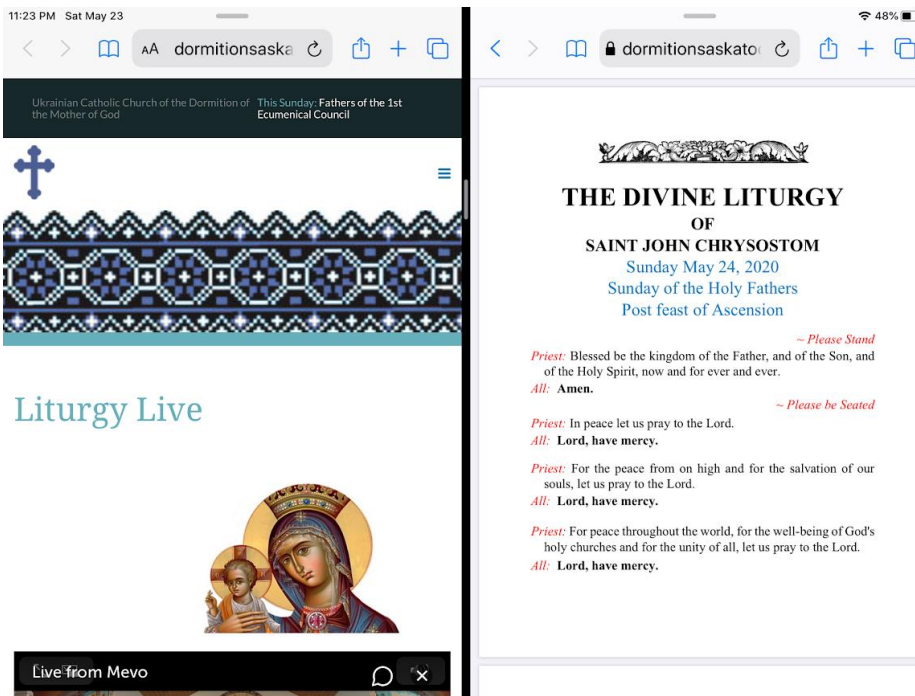 11:23 PM Sat May 23
48%
AA dormitionsaska
Ukrainian Catholic Church of the Dormition of
the Mother of God
This Sunday: Fathers of the 1st
Ecumenical Council
Liturgy Live
Live from Mevo
dormitionsaskato
THE DIVINE LITURGY
OF
SAINT JOHN CHRYSOSTOM
Sunday May 24, 2020
Sunday of the Holy Fathers
Post feast of Ascension
~ Please Stand
Priest: Blessed be the kingdom of the Father, and of the Son, and
of the Holy Spirit, now and for ever and ever.
All: Amen.
~ Please be Seated
Priest: In peace let us pray to the Lord.
All: Lord, have mercy.
Priest: For the peace from on high and for the salvation of our
souls, let us pray to the Lord.
All: Lord, have mercy.
Priest: For peace throughout the world, for the well-being of God's
holy churches and for the unity of all, let us pray to the Lord.
All: Lord, have mercy.